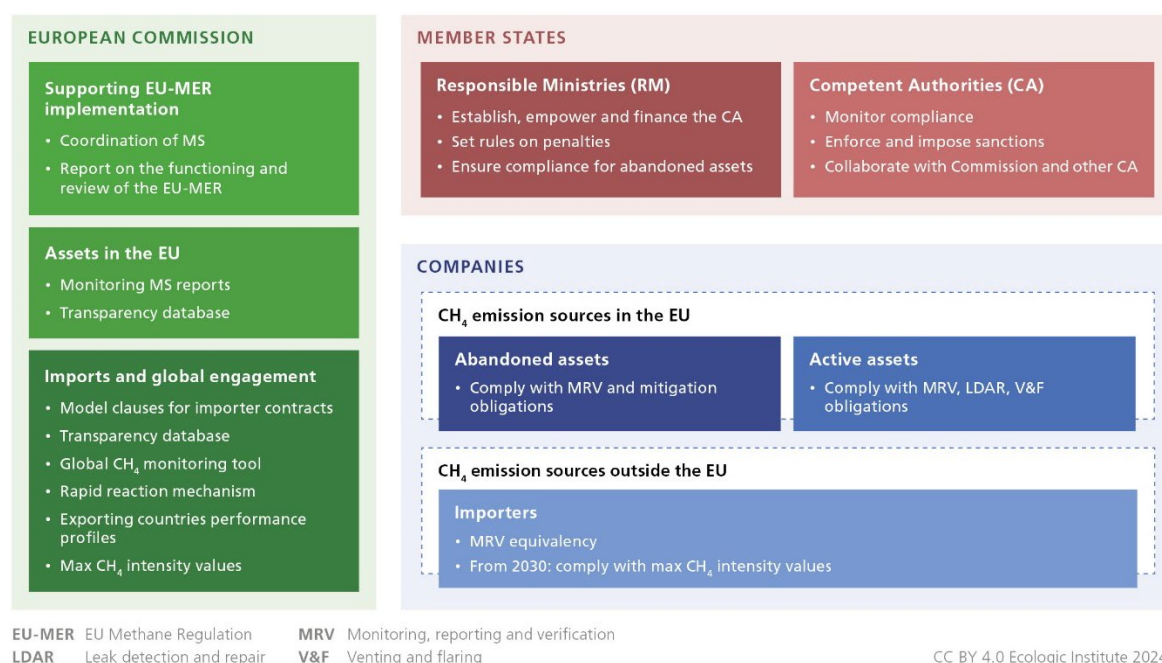 EUROPEAN COMMISSION
Supporting EU-MER
implementation
• Coordination of MS
• Report on the functioning and
review of the EU-MER
Assets in the EU
• Monitoring MS reports
• Transparency database
Imports and global engagement
• Model clauses for importer contracts
• Transparency database
• Global CH₄ monitoring tool
• Rapid reaction mechanism
• Exporting countries performance
profiles
• Max CH₄ intensity values
MEMBER STATES
Responsible Ministries (RM)
• Establish, empower and finance the CA
• Set rules on penalties
• Ensure compliance for abandoned assets
Competent Authorities (CA)
• Monitor compliance
• Enforce and impose sanctions
• Collaborate with Commission and other CA
COMPANIES
CH₄ emission sources in the EU
Abandoned assets
• Comply with MRV and mitigation
obligations
Active assets
• Comply with MRV, LDAR, V&F
obligations
CH₄ emission sources outside the EU
Importers
• MRV equivalency
• From 2030: comply with max CH₄ intensity values
EU-MER EU Methane Regulation
LDAR Leak detection and repair
MRV Monitoring, reporting and verification
V&F Venting and flaring
CC BY 4.0 Ecologic Institute 2024